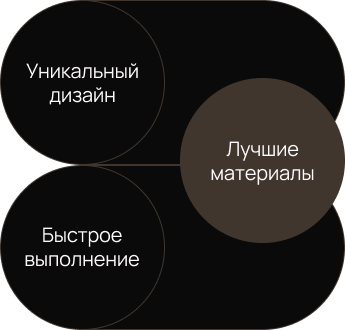 Уникальный
дизайн
Лучшие
материалы
Быстрое
выполнение